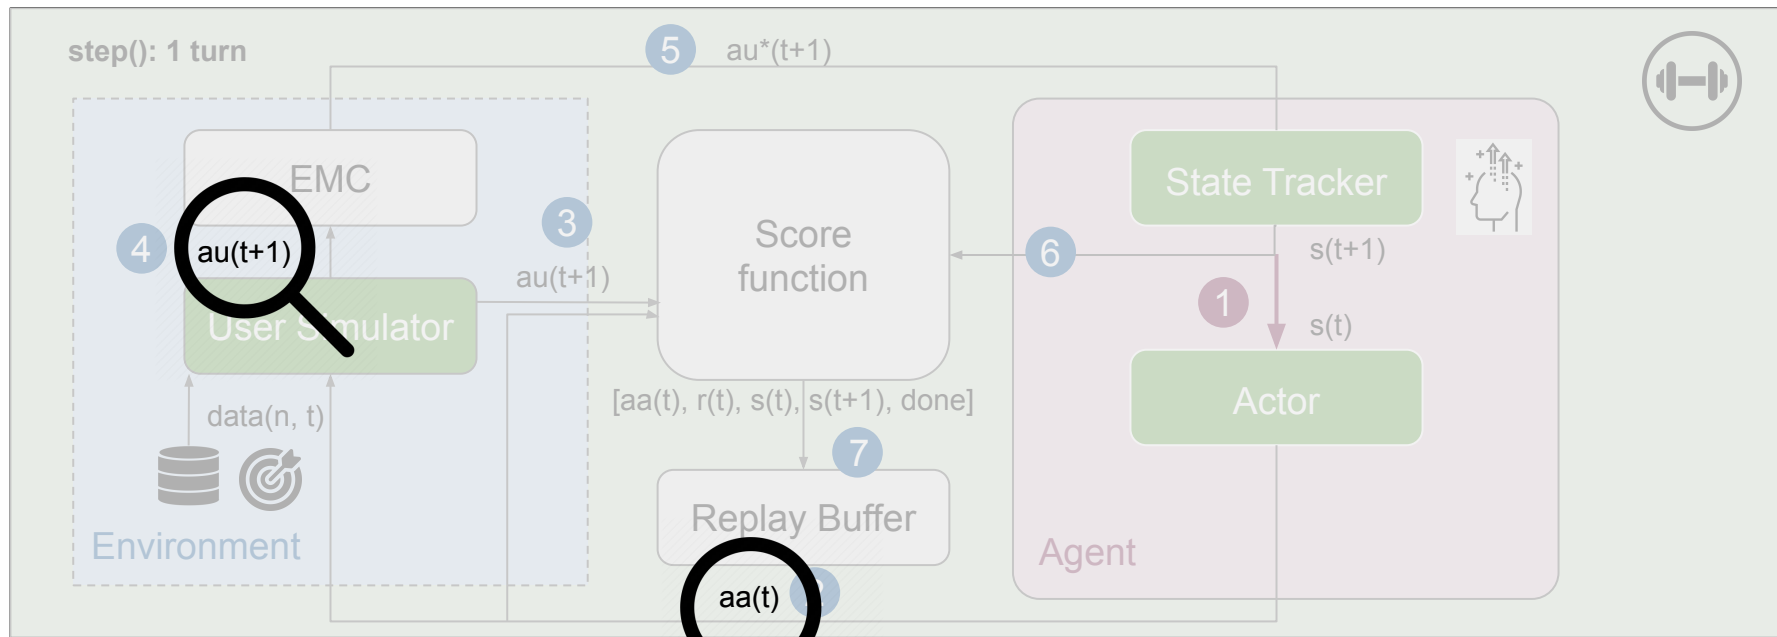 step(): 1 turn
5
au*(t+1)
EMC
State Tracker
4
au(t+1)
3
au(t+1)
Score
function
6
s(t+1)
1
s(t)
User Simulator
Actor
data(n, t)
[aa(t), r(t), s(t), s(t+1), done]
7
Replay Buffer
Environment
Agent
aa(t)
2